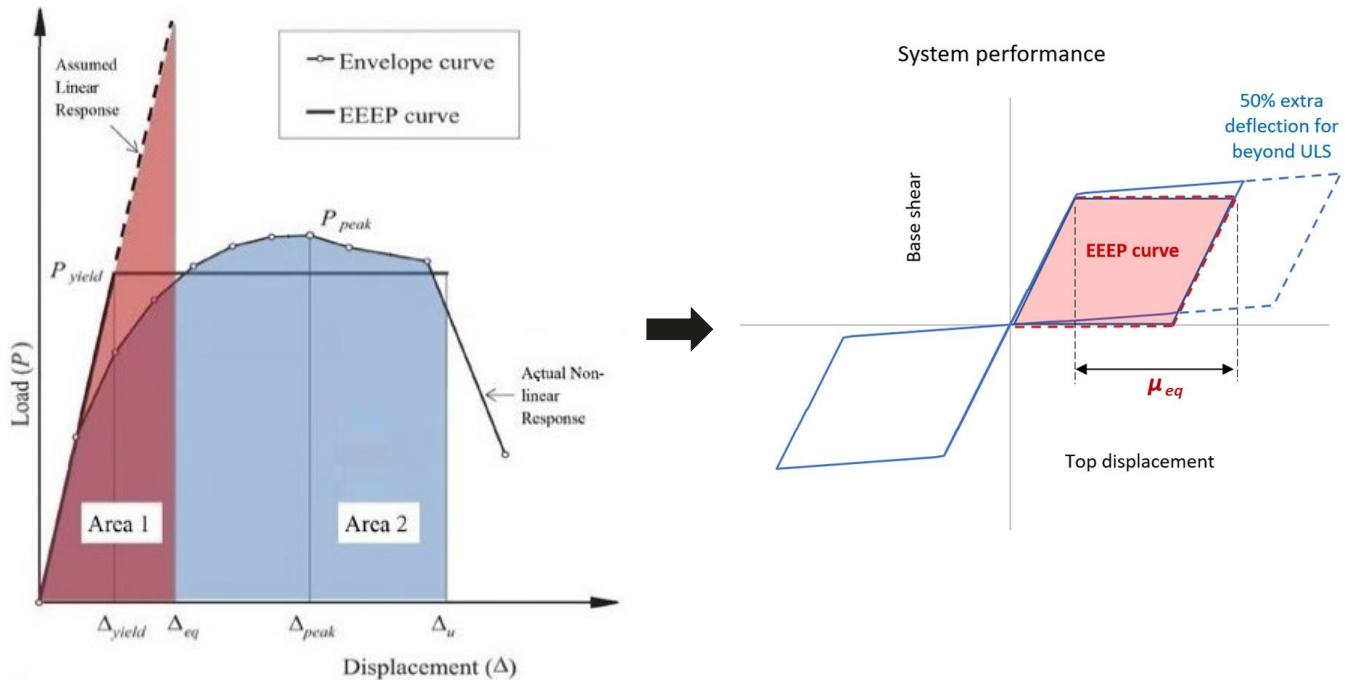 Assumed
Linear
Response
Envelope curve
EEEP curve
P peak
P yield
Load (P)
Actual Non-
linear
Response
Area 1
Area 2
Δyield
Δeq
Δpeak
Δu
Displacement (Δ)
System performance
50% extra
deflection for
beyond ULS
Base shear
EEEP curve
μ eq
Top displacement